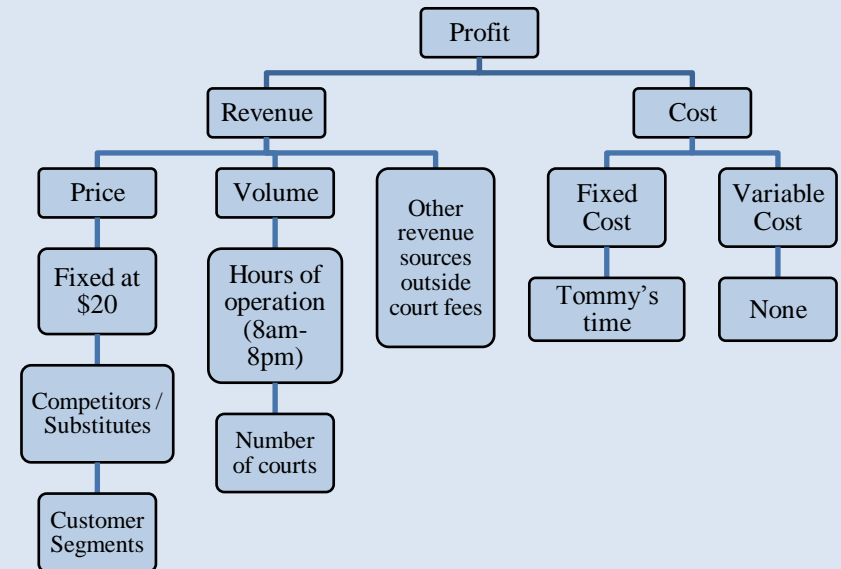 Profit
Revenue
Cost
Price
Volume
Other
revenue
sources
outside
court fees
Fixed
Cost
Variable
Cost
Fixed at
$20
Hours of
operation
(8am-
8pm)
Tommy’s
time
None
Competitors /
Substitutes
Number
of courts
Customer
Segments